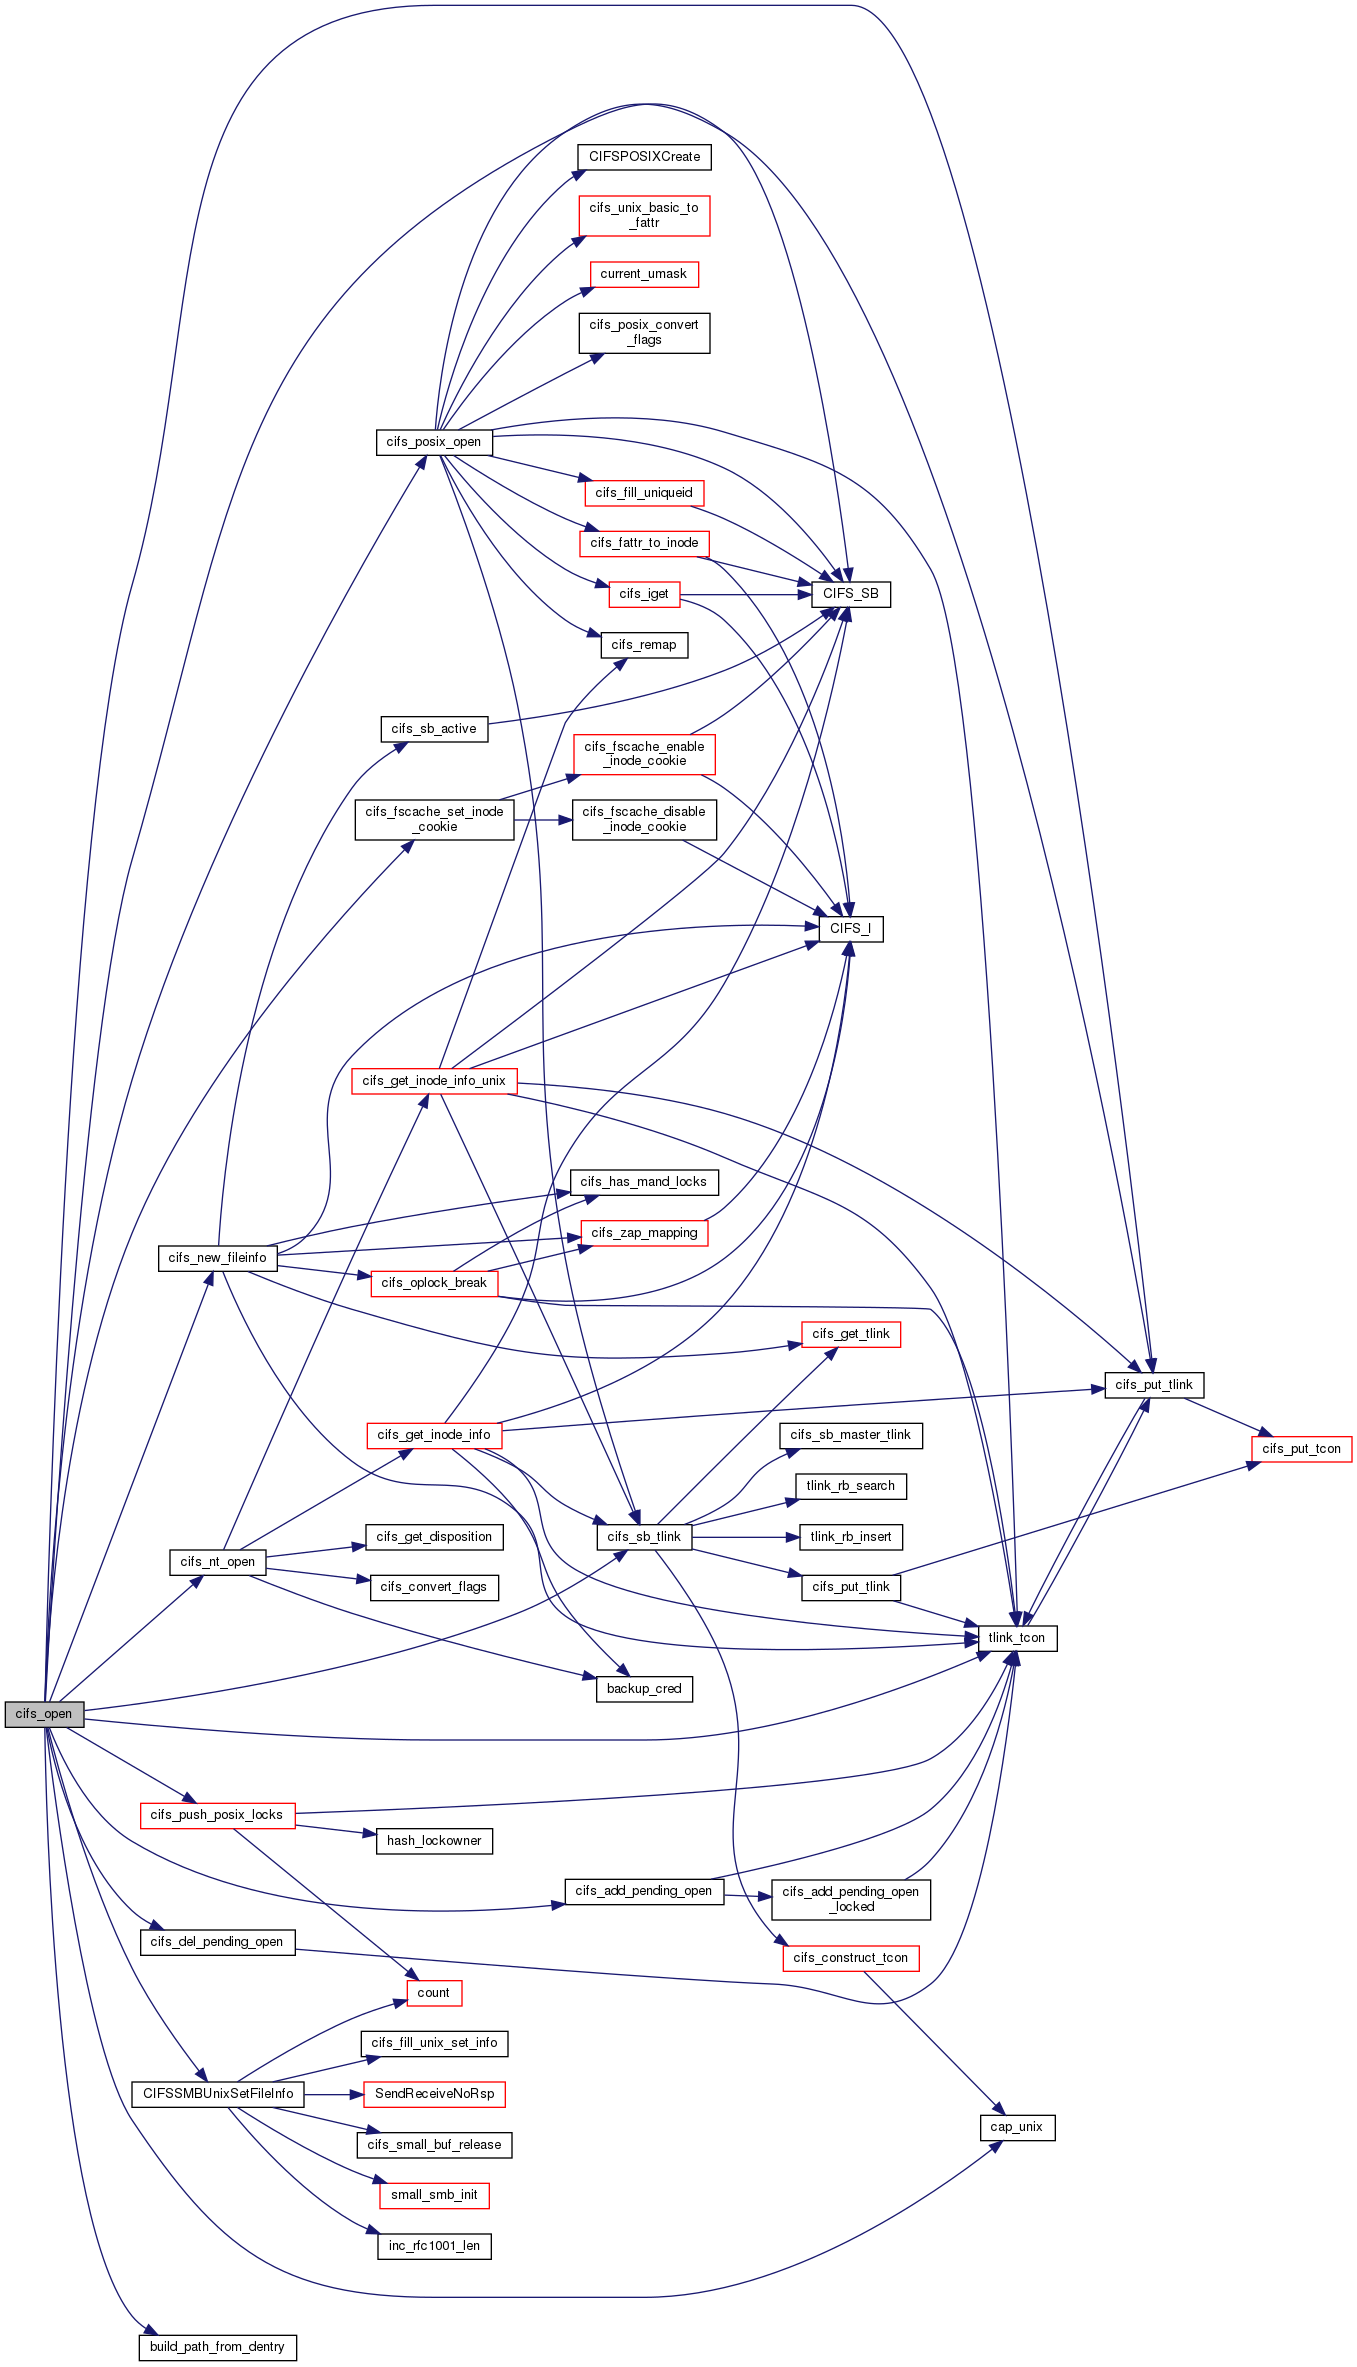 CIFSPOSIXCreate
cifs_unix_basic_to
_fattr
current_umask
cifs_posix_convert
_flags
cifs_posix_open
cifs_fill_uniqueid
cifs_fattr_to_inode
cifs_iget
CIFS_SB
cifs_remap
cifs_sb_active
cifs_fscache_enable
_inode_cookie
cifs_fscache_set_inode
_cookie
cifs_fscache_disable
_inode_cookie
CIFS_I
cifs_get_inode_info_unix
cifs_has_mand_locks
cifs_zap_mapping
cifs_new_fileinfo
cifs_oplock_break
cifs_get_tlink
cifs_put_tlink
cifs_get_inode_info
cifs_sb_master_tlink
cifs_put_tcon
tlink_rb_search
cifs_get_disposition
cifs_sb_tlink
tlink_rb_insert
cifs_nt_open
cifs_convert_flags
cifs_put_tlink
tlink_tcon
backup_cred
cifs_open
cifs_push_posix_locks
hash_lockowner
cifs_add_pending_open
cifs_add_pending_open
_locked
cifs_del_pending_open
cifs_construct_tcon
count
cifs_fill_unix_set_info
CIFSSMBUnixSetFileInfo
SendReceiveNoRsp
cap_unix
cifs_small_buf_release
small_smb_init
inc_rfc1001_len
build_path_from_dentry